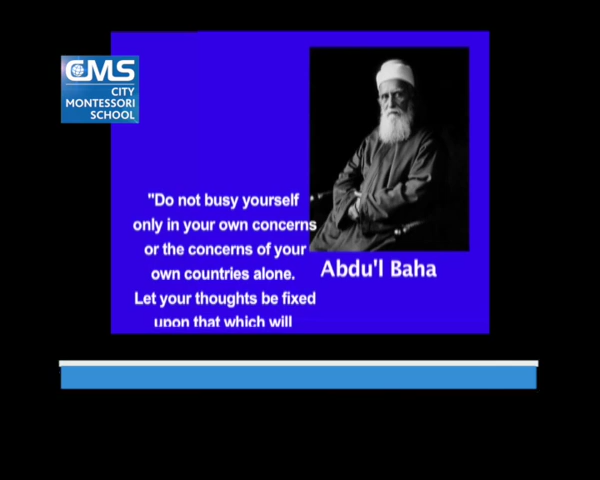 CMS
CITY
MONTESSORI
SCHOOL
"Do not busy yourself
only in your own concerns
or the concerns of your
own countries alone.
Let your thoughts be fixed
upon that which will
Abdu'l Baha